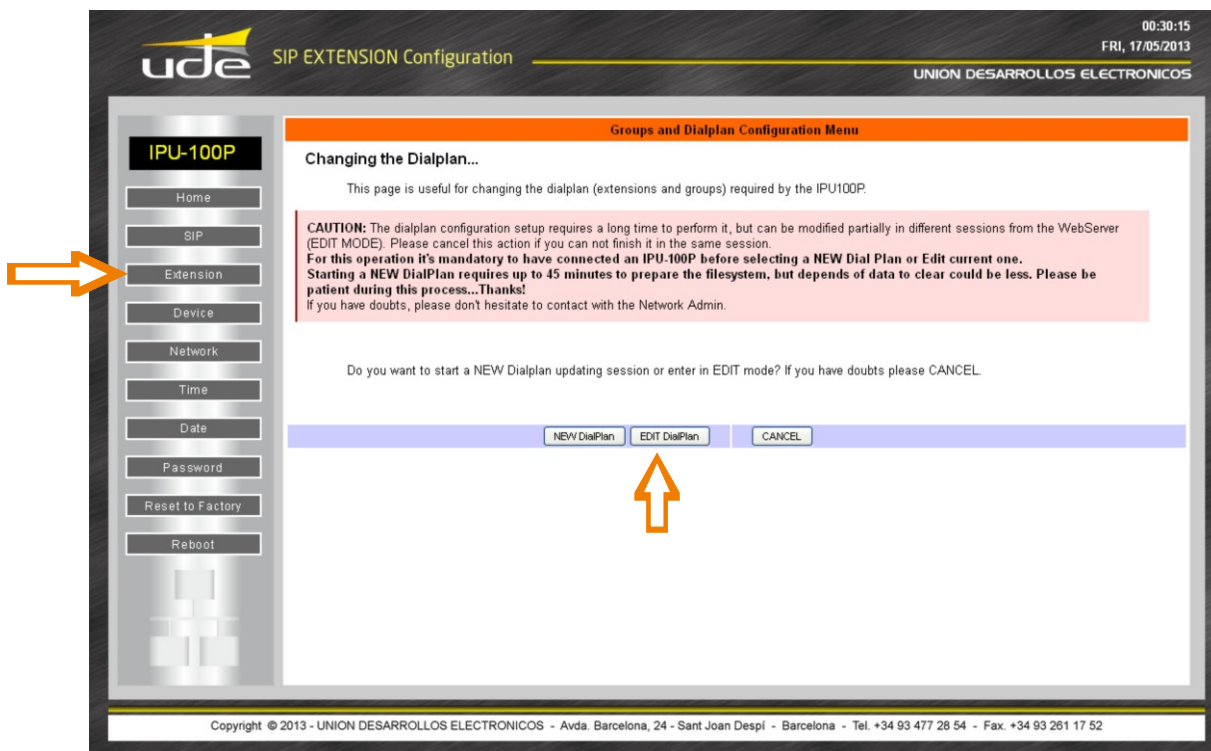 00:30:15
FRI, 17/05/2013
ude
SIP EXTENSION Configuration
UNION DESARROLLOS ELECTRONICOS
IPU-100P
Home
SIP
Extension
Device
Network
Time
Date
Password
Reset to Factory
Reboot
Groups and Dialplan Configuration Menu
Changing the Dialplan...
This page is useful for changing the dialplan (extensions and groups) required by the IPU100P.
CAUTION: The dialplan configuration setup requires a long time to perform it, but can be modified partially in different sessions from the WebServer
(EDIT MODE). Please cancel this action if you can not finish it in the same session.
For this operation it's mandatory to have connected an IPU-100P before selecting a NEW Dial Plan or Edit current one.
Starting a NEW DialPlan requires up to 45 minutes to prepare the filesystem, but depends of data to clear could be less. Please be
patient during this process...Thanks!
If you have doubts, please don't hesitate to contact with the Network Admin.
Do you want to start a NEW Dialplan updating session or enter in EDIT mode? If you have doubts please CANCEL.
NEW DialPlan EDIT DialPlan CANCEL
Copyright © 2013 - UNION DESARROLLOS ELECTRONICOS - Avda. Barcelona, 24 - Sant Joan Despí - Barcelona - Tel. +34 93 477 28 54 - Fax. +34 93 261 17 52